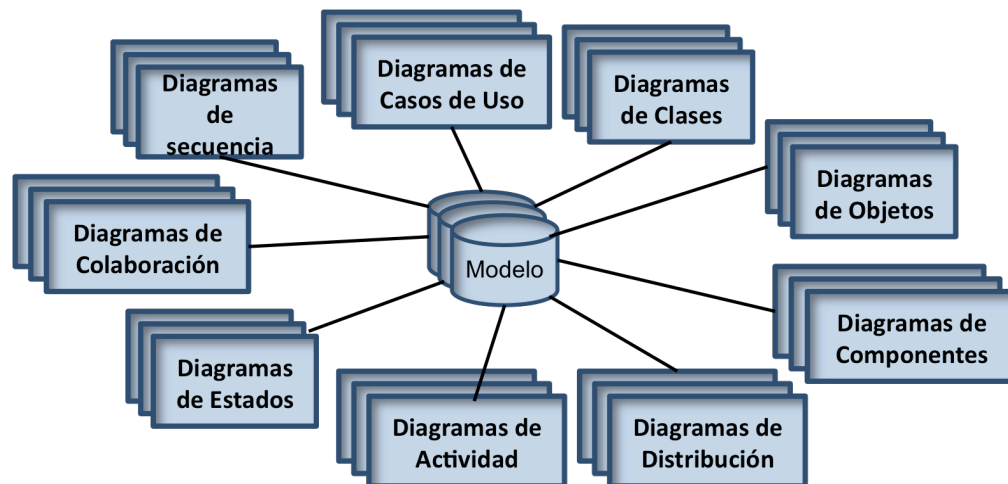 Diagramas
de
secuencia
Diagramas de
Casos de Uso
Diagramas
de Clases
Diagramas
de Objetos
Diagramas de
Colaboración
Modelo
Diagramas de
Componentes
Diagramas
de Estados
Diagramas de
Actividad
Diagramas de
Distribución